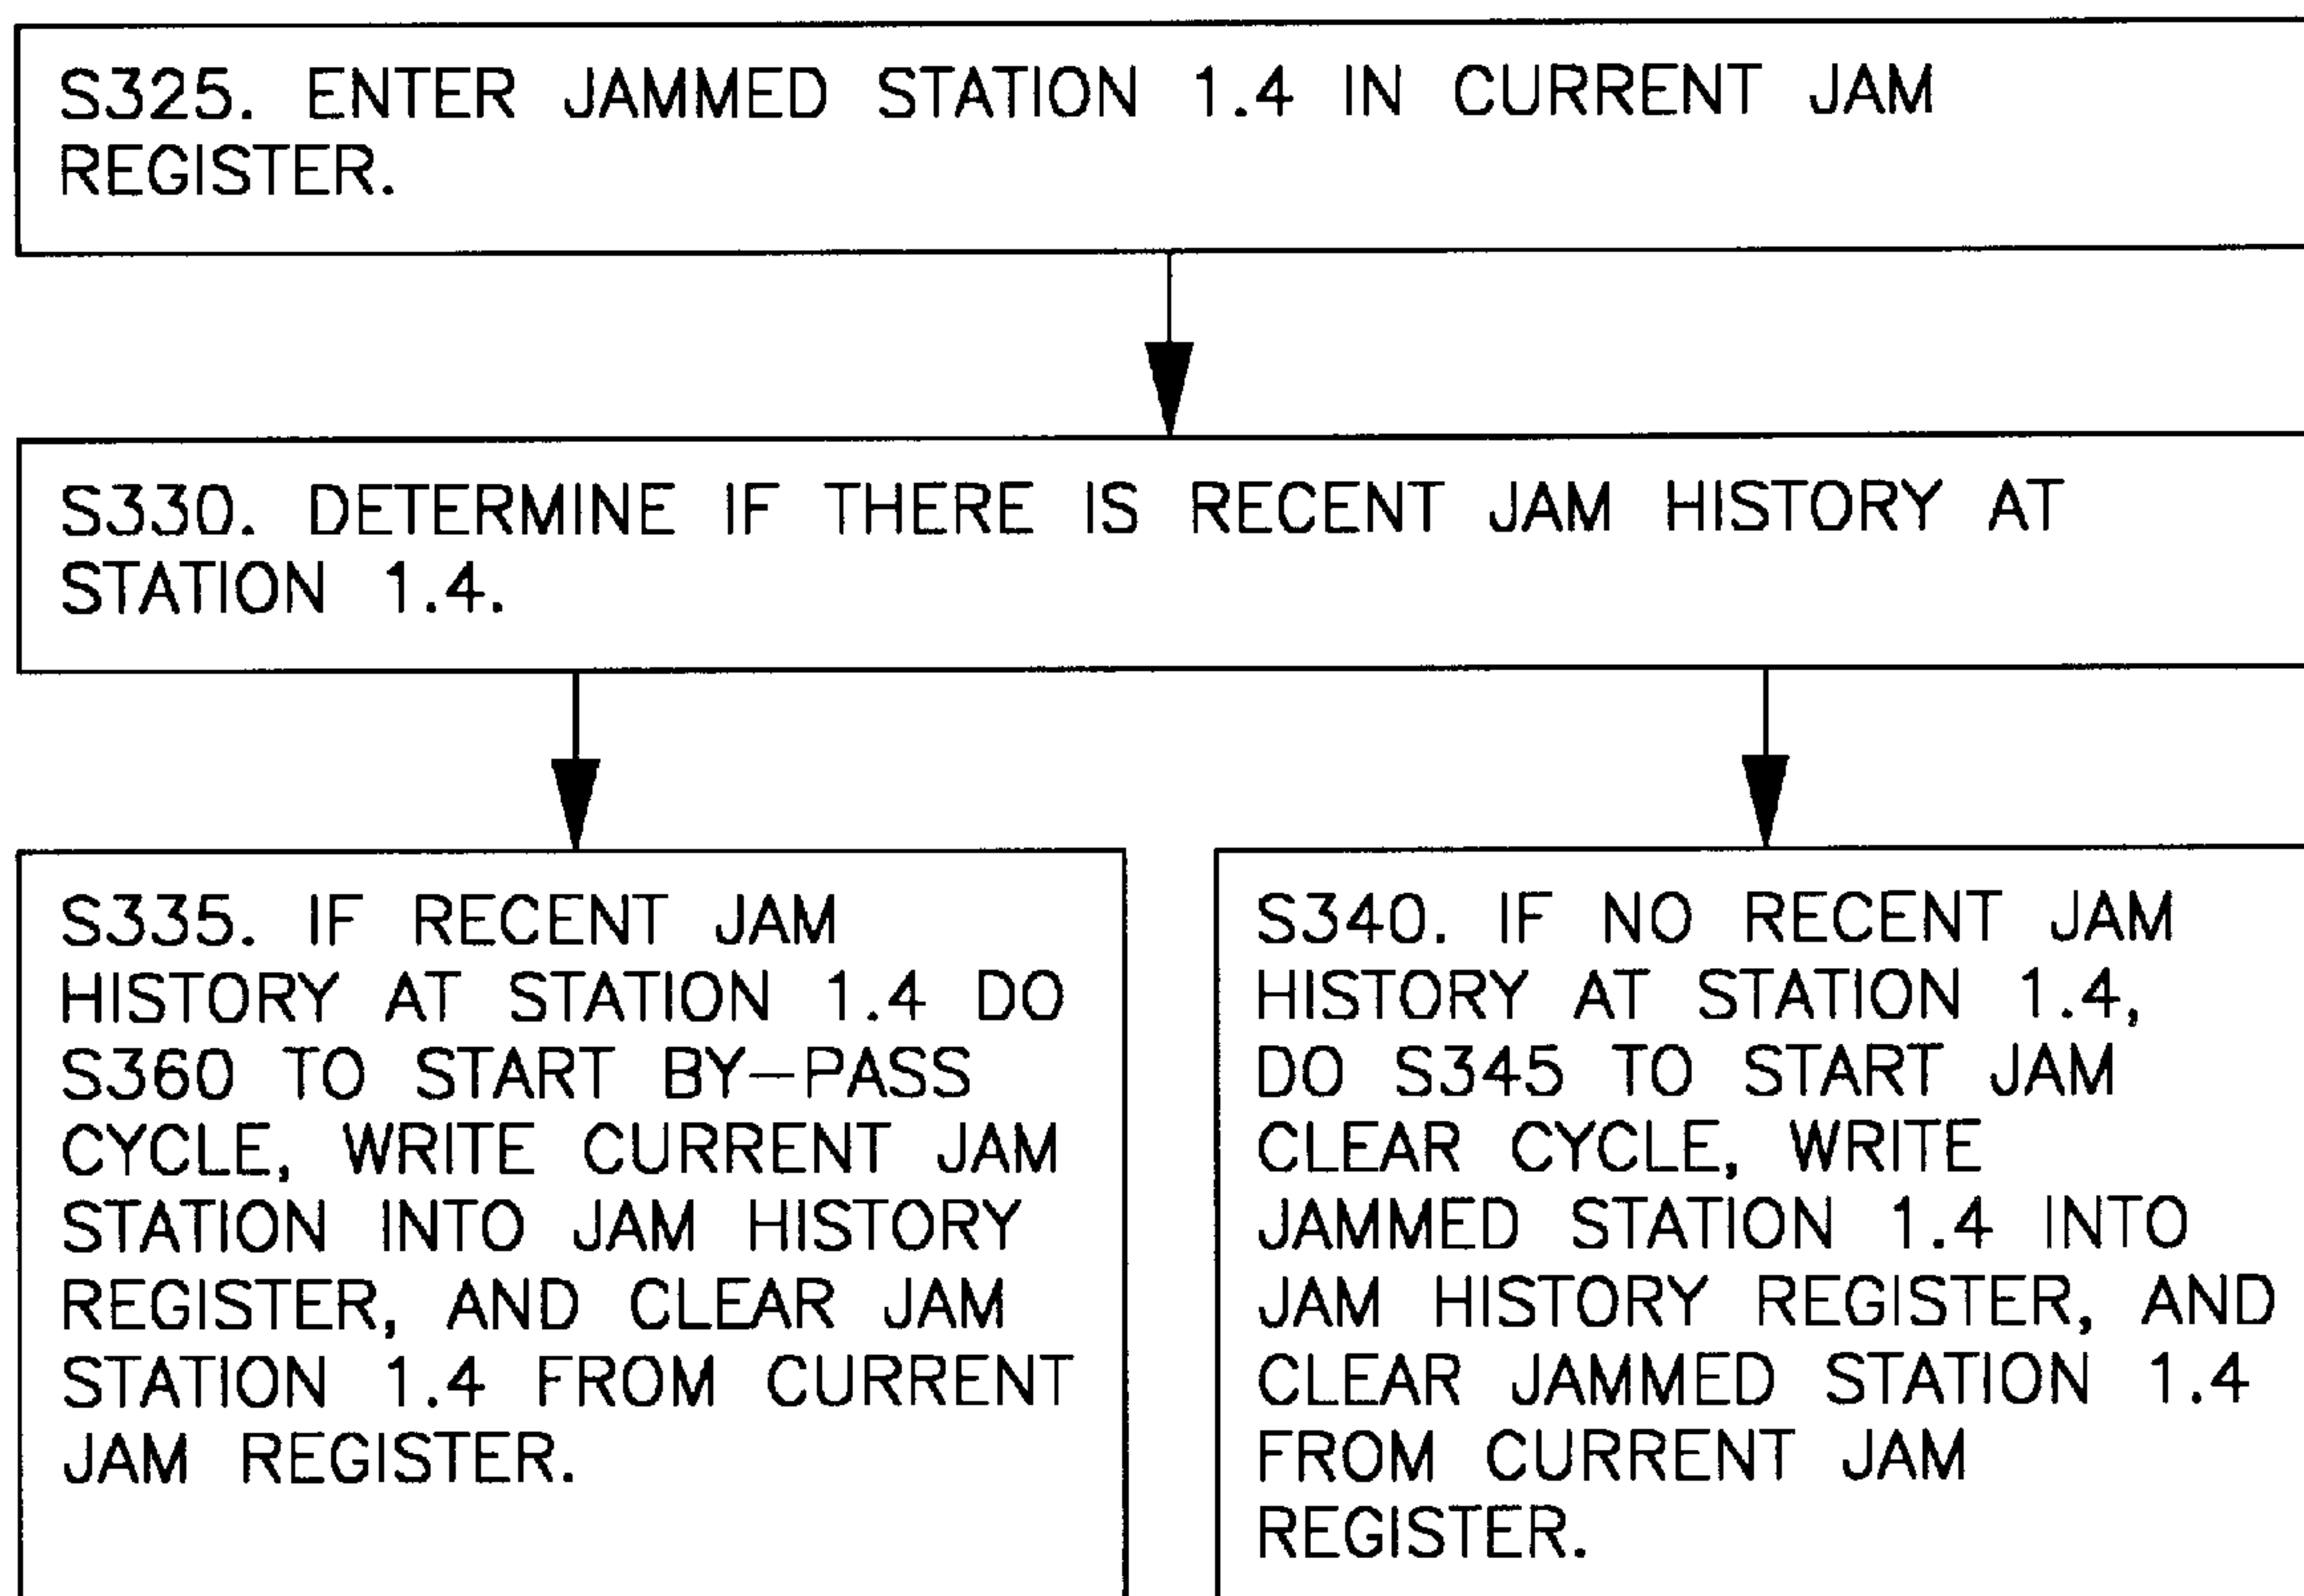 S325. ENTER JAMMED STATION 1.4 IN CURRENT JAM
REGISTER.
S330. DETERMINE IF THERE IS RECENT JAM HISTORY AT
STATION 1.4.
S335. IF RECENT JAM
HISTORY AT STATION 1.4 DO
S360 TO START BY-PASS
CYCLE, WRITE CURRENT JAM
STATION INTO JAM HISTORY
REGISTER, AND CLEAR JAM
STATION 1.4 FROM CURRENT
JAM REGISTER.
S340. IF NO RECENT JAM
HISTORY AT STATION 1.4,
DO S345 TO START JAM
CLEAR CYCLE, WRITE
JAMMED STATION 1.4 INTO
JAM HISTORY REGISTER, AND
CLEAR JAMMED STATION 1.4
FROM CURRENT JAM
REGISTER.